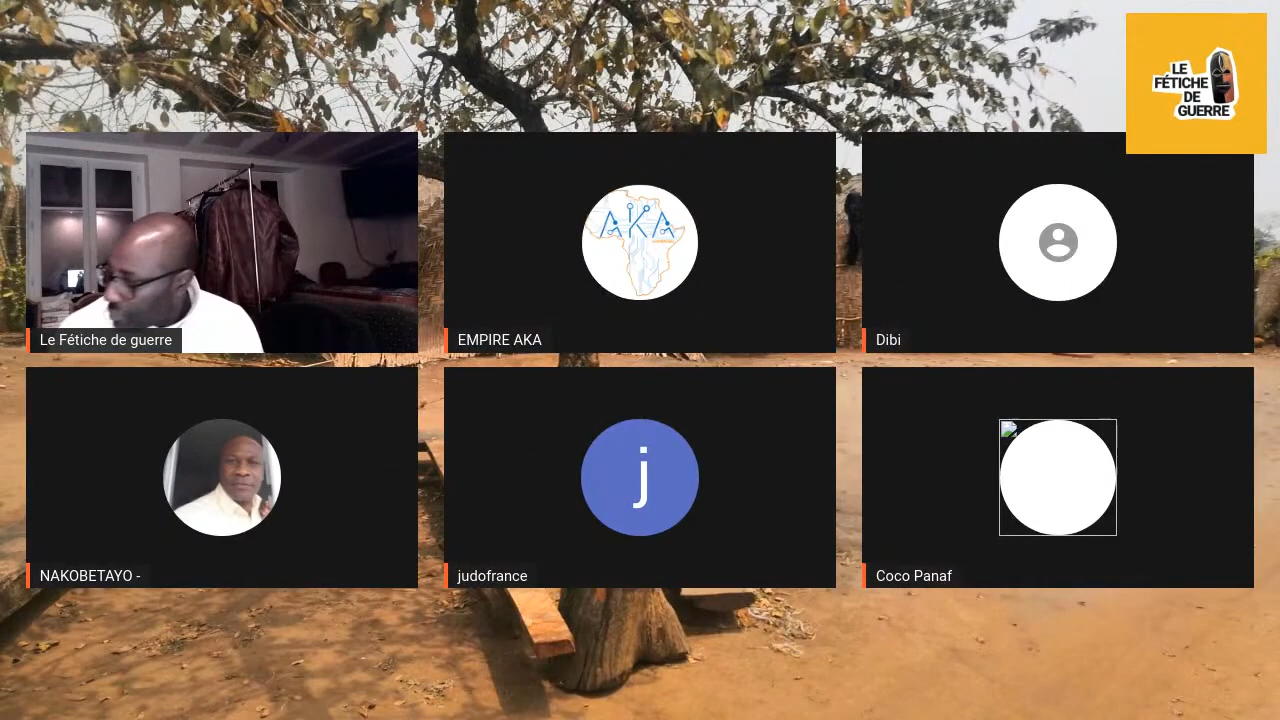 LE
FÉTICHE
DE
GUERRE
AKA
Le Fétiche de guerre
EMPIRE AKA
Dibi
j
NAKOBETAYO -
judofrance
Coco Panaf